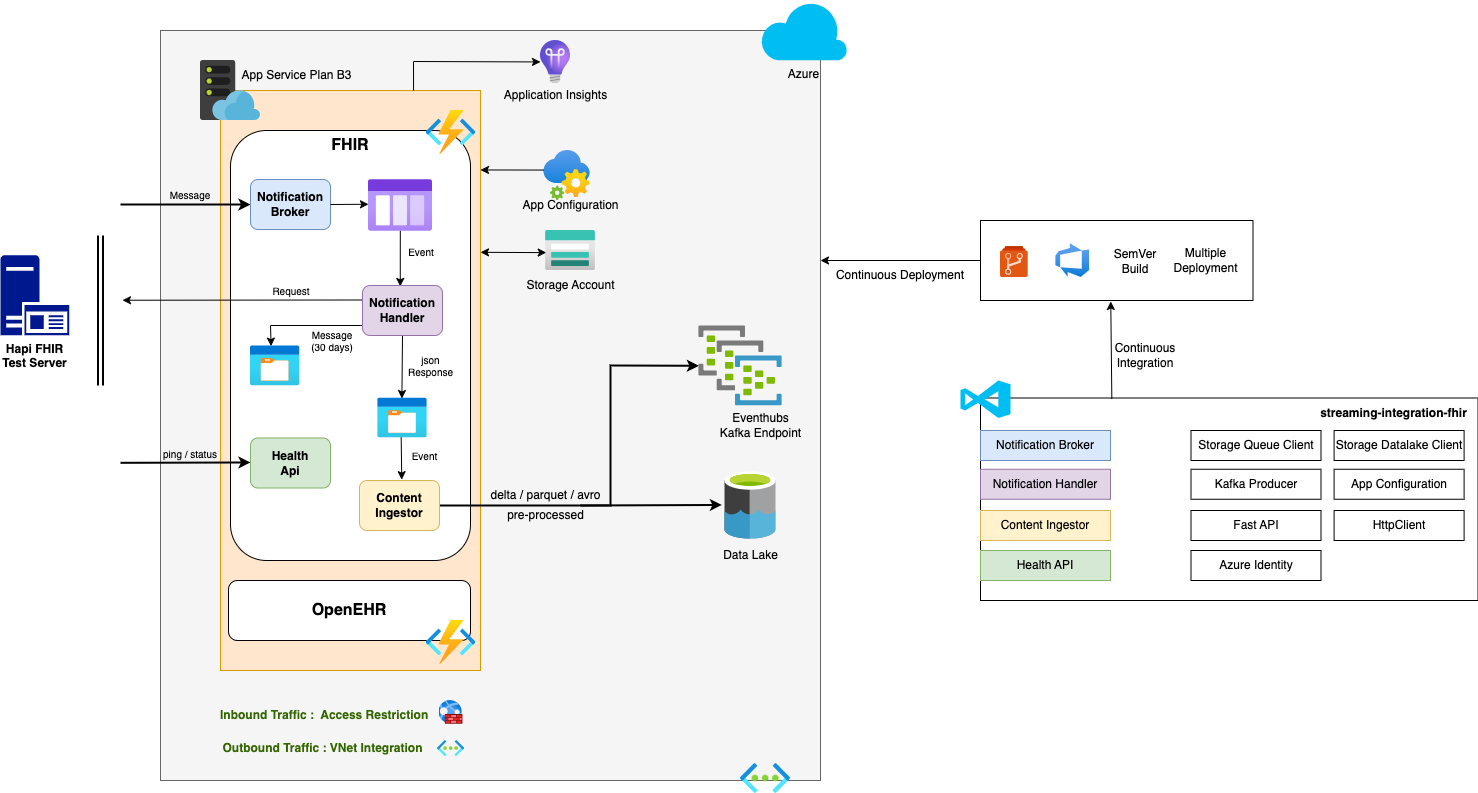 App Service Plan B3
Application Insights
Azure
FHIR
Message
Notification
Broker
App Configuration
Event
Storage Account
Request
Notification
Handler
Message
(30 days)
json
Response
Hapi FHIR
Test Server
Event
ping / status
Health
Api
Content
Ingestor
delta / parquet / avro
pre-processed
Eventhubs
Kafka Endpoint
Data Lake
OpenEHR
Inbound Traffic : Access Restriction
Outbound Traffic : VNet Integration
Continuous Deployment
SemVer
Build
Multiple
Deployment
Continuous
Integration
streaming-integration-fhir
Notification Broker
Storage Queue Client
Storage Datalake Client
Notification Handler
Kafka Producer
App Configuration
Content Ingestor
Fast API
HttpClient
Health API
Azure Identity